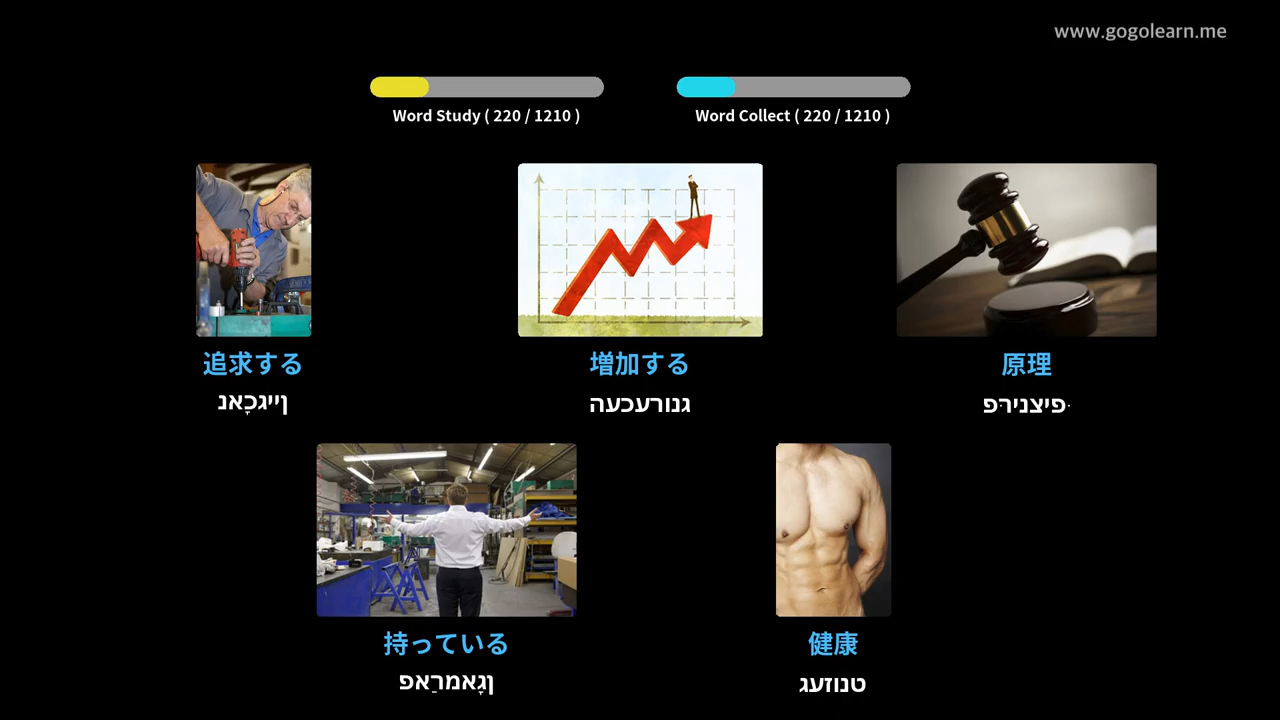 www.gogolearn.me
Word Study ( 220 / 1210 )
Word Collect ( 220 / 1210 )
追求する
נאָכגיין
増加する
העכערונג
原理
פּרינציפּ
持っている
פאַרמאָגן
健康
געזונט